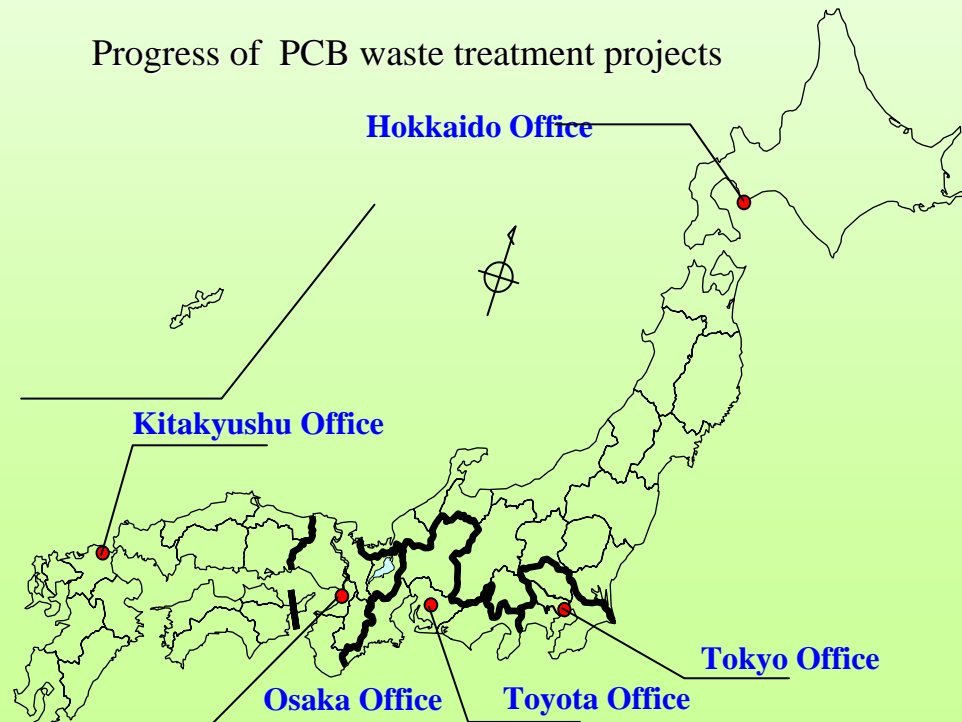 Progress of PCB waste treatment projects
Hokkaido Office
Kitakyushu Office
Tokyo Office
Osaka Office
Toyota Office